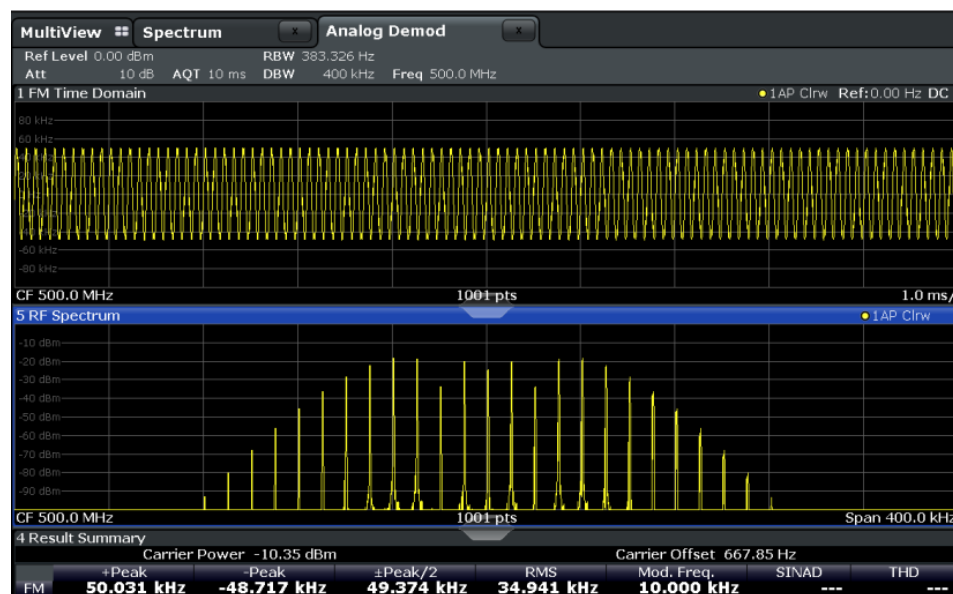 MultiView Spectrum x Analog Demod x
Ref Level 0.00 dBm RBW 383.326 Hz
Att 10 dB AQT 10 ms DBW 400 kHz Freq 500.0 MHz
1 FM Time Domain 1AP Clrw Ref:0.00 Hz DC
80 kHz
60 kHz
-60 kHz
-80 kHz
CF 500.0 MHz 1001 pts 1.0 ms/
5 RF Spectrum 1AP Clrw
-10 dBm
-20 dBm
-30 dBm
-40 dBm
-50 dBm
-60 dBm
-70 dBm
-80 dBm
-90 dBm
CF 500.0 MHz 1001 pts Span 400.0 kHz
4 Result Summary
Carrier Power -10.35 dBm Carrier Offset 667.85 Hz
+Peak -Peak ±Peak/2 RMS Mod. Freq. SINAD THD
FM 50.031 kHz -48.717 kHz 49.374 kHz 34.941 kHz 10.000 kHz --- ---